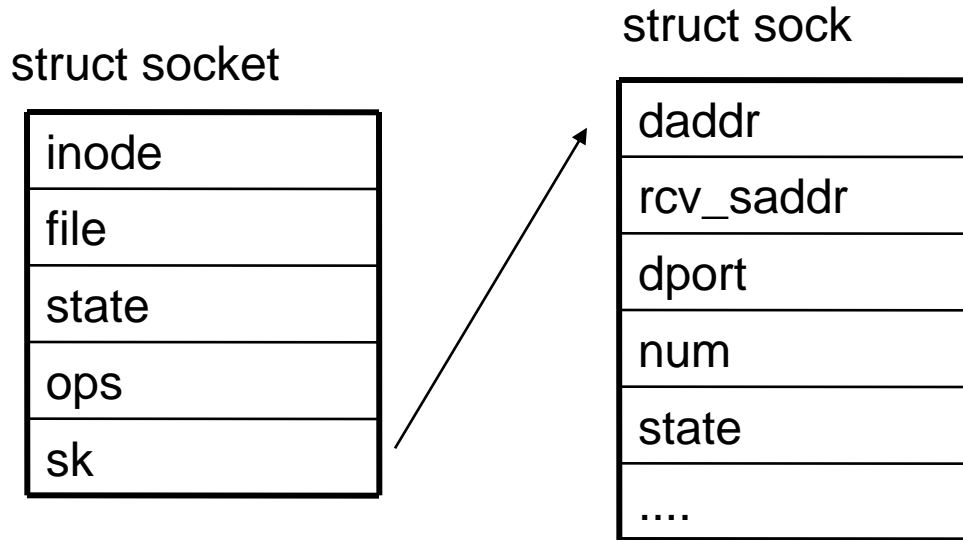 struct socket
inode
file
state
ops
sk
struct sock
daddr
rcv_saddr
dport
num
state
....